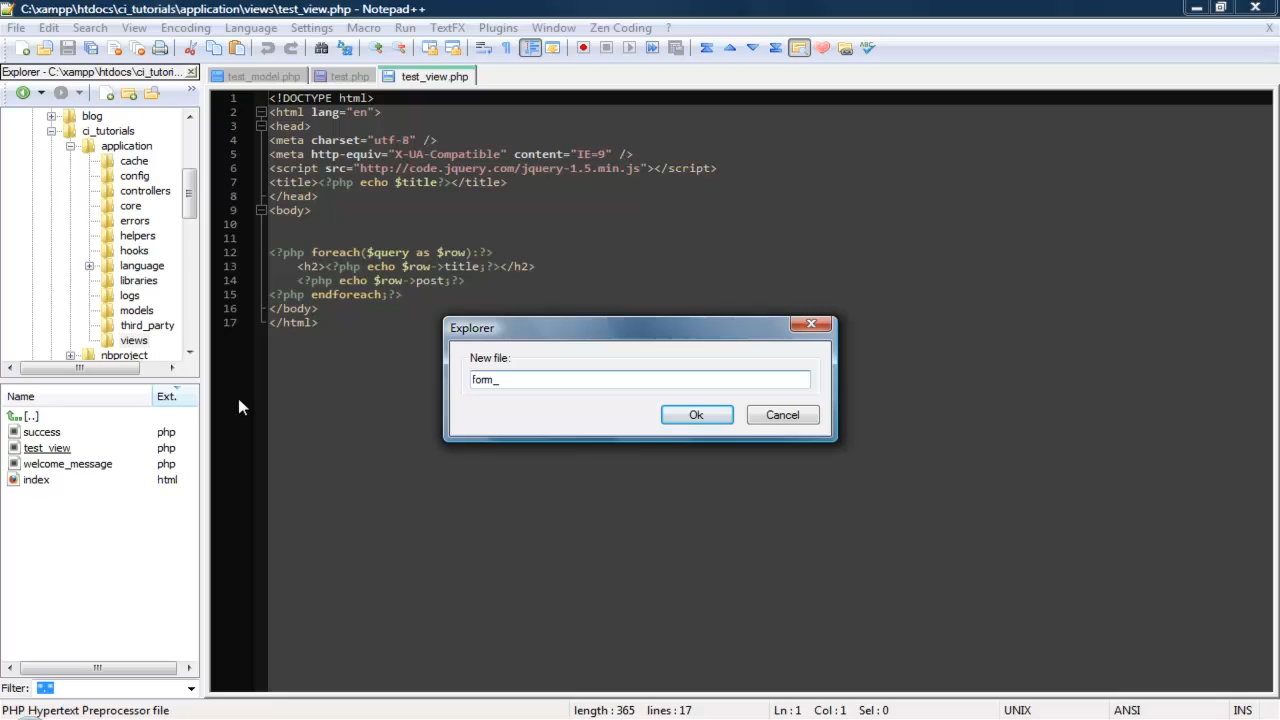 C:\xampp\htdocs\ci_tutorials\application\views\test_view.php - Notepad++
File Edit Search View Encoding Language Settings Macro Run TextFX Plugins Window Zen Coding X
Explorer - C:\xampp\htdocs\ci_tutori...
test_model.php test.php test_view.php
blog
ci_tutorials
application
cache
config
controllers
core
errors
helpers
hooks
language
libraries
logs
models
third_party
views
nbproject
Name Ext.
[..]
success php
test_view php
welcome_message php
index html
Filter: *.*
1 <!DOCTYPE html>
2 <html lang="en">
3 <head>
4 <meta charset="utf-8" />
5 <meta http-equiv="X-UA-Compatible" content="IE=9" />
6 <script src="http://code.jquery.com/jquery-1.5.min.js"></script>
7 <title><?php echo $title?></title>
8 </head>
9 <body>
10
11
12 <?php foreach($query as $row):?>
13 <h2><?php echo $row->title;?></h2>
14 <?php echo $row->post;?>
15 <?php endforeach;?>
16 </body>
17 </html>
Explorer
New file:
form_
Ok Cancel
PHP Hypertext Preprocessor file length : 365 lines : 17 Ln : 1 Col : 1 Sel : 0 UNIX ANSI INS